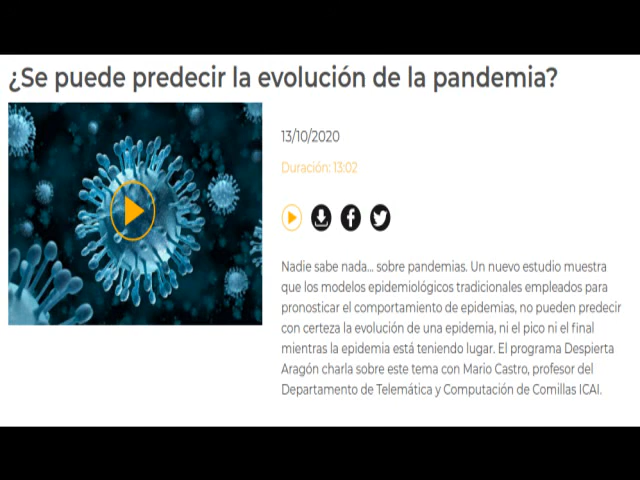 ¿Se puede predecir la evolución de la pandemia?
13/10/2020
Duración: 13:02
Nadie sabe nada... sobre pandemias. Un nuevo estudio muestra
que los modelos epidemiológicos tradicionales empleados para
pronosticar el comportamiento de epidemias, no pueden predecir
con certeza la evolución de una epidemia, ni el pico ni el final
mientras la epidemia está teniendo lugar. El programa Despierta
Aragón charla sobre este tema con Mario Castro, profesor del
Departamento de Telemática y Computación de Comillas ICAI.